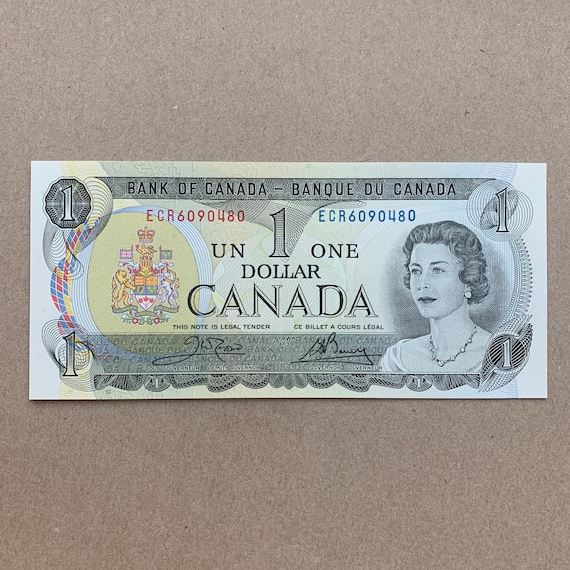 BANK OF CANADA – BANQUE DU CANADA
1 1
ECR6090480 ECR6090480
UN 1 ONE
DOLLAR
CANADA
THIS NOTE IS LEGAL TENDER CE BILLET A COURS LÉGAL
1 1